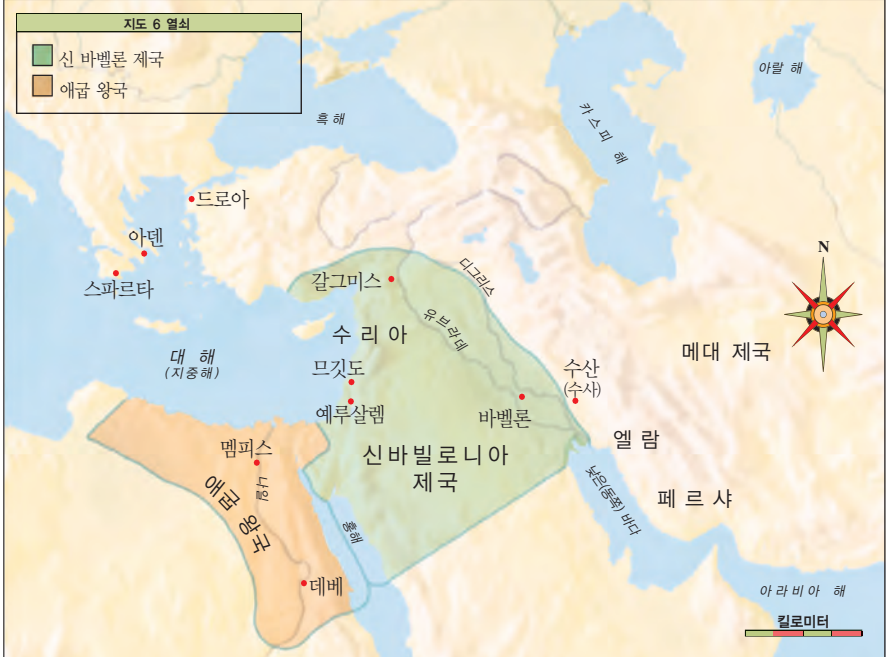 지도 6 열쇠
신 바벨론 제국
애굽 왕국
흑해
카스피 해
아랄 해
드로아
아덴
스파르타
갈그미스
디그리스
유브라데
수 리 아
N
메대 제국
대 해
(지중해)
므깃도
예루살렘
바벨론
수산
(수사)
엘 람
신바빌로니아
제국
멤피스
나일
애굽 왕국
홍해
낮은(동쪽) 바다
페 르 샤
데베
아 라 비 아 해
킬로미터